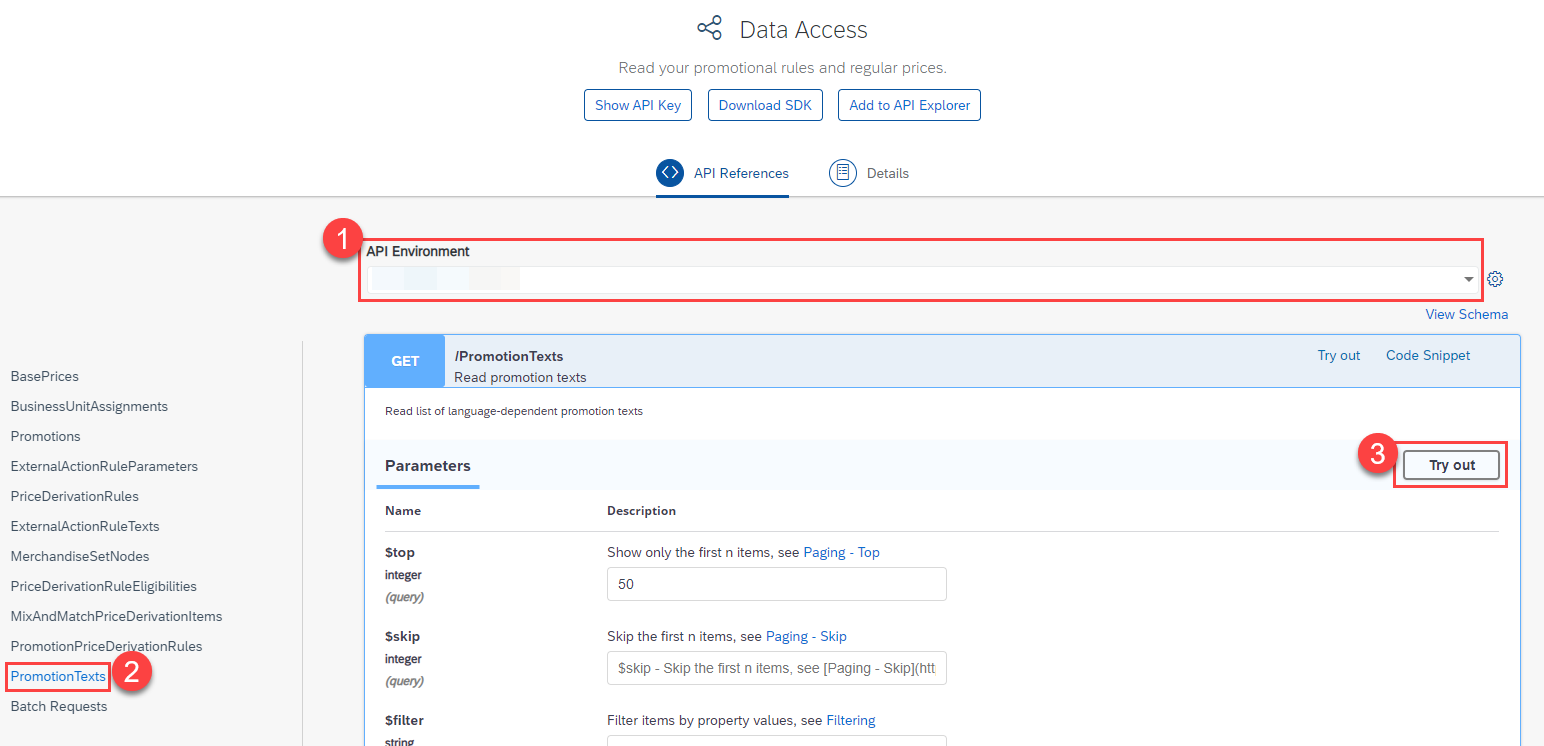 Data Access
Read your promotional rules and regular prices.
Show API Key Download SDK Add to API Explorer
API References Details
1
API Environment
View Schema
GET /PromotionTexts Try out Code Snippet
Read promotion texts
Read list of language-dependent promotion texts
Parameters 3 Try out
Name Description
$top Show only the first n items, see Paging - Top
integer
(query)
50
$skip Skip the first n items, see Paging - Skip
integer
(query)
$skip - Skip the first n items, see [Paging - Skip](htt
$filter Filter items by property values, see Filtering
string
BasePrices
BusinessUnitAssignments
Promotions
ExternalActionRuleParameters
PriceDerivationRules
ExternalActionRuleTexts
MerchandiseSetNodes
PriceDerivationRuleEligibilities
MixAndMatchPriceDerivationItems
PromotionPriceDerivationRules
PromotionTexts 2
Batch Requests